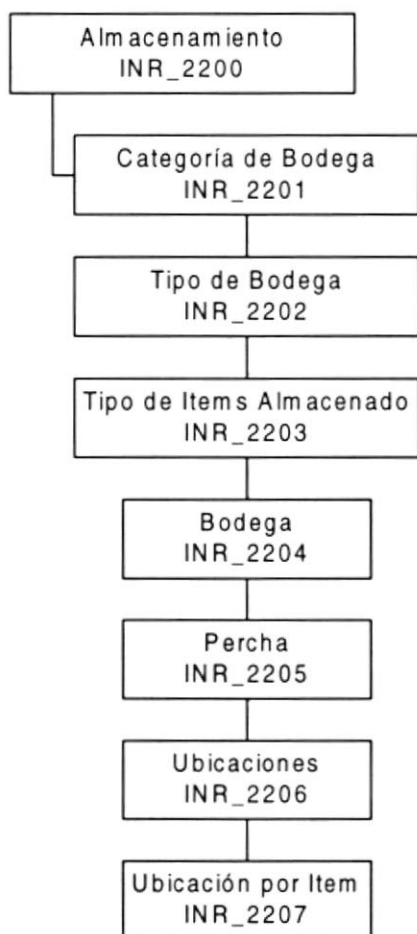 Almacenamiento
INR_2200
Categoría de Bodega
INR_2201
Tipo de Bodega
INR_2202
Tipo de Items Almacenado
INR_2203
Bodega
INR_2204
Percha
INR_2205
Ubicaciones
INR_2206
Ubicación por Item
INR_2207